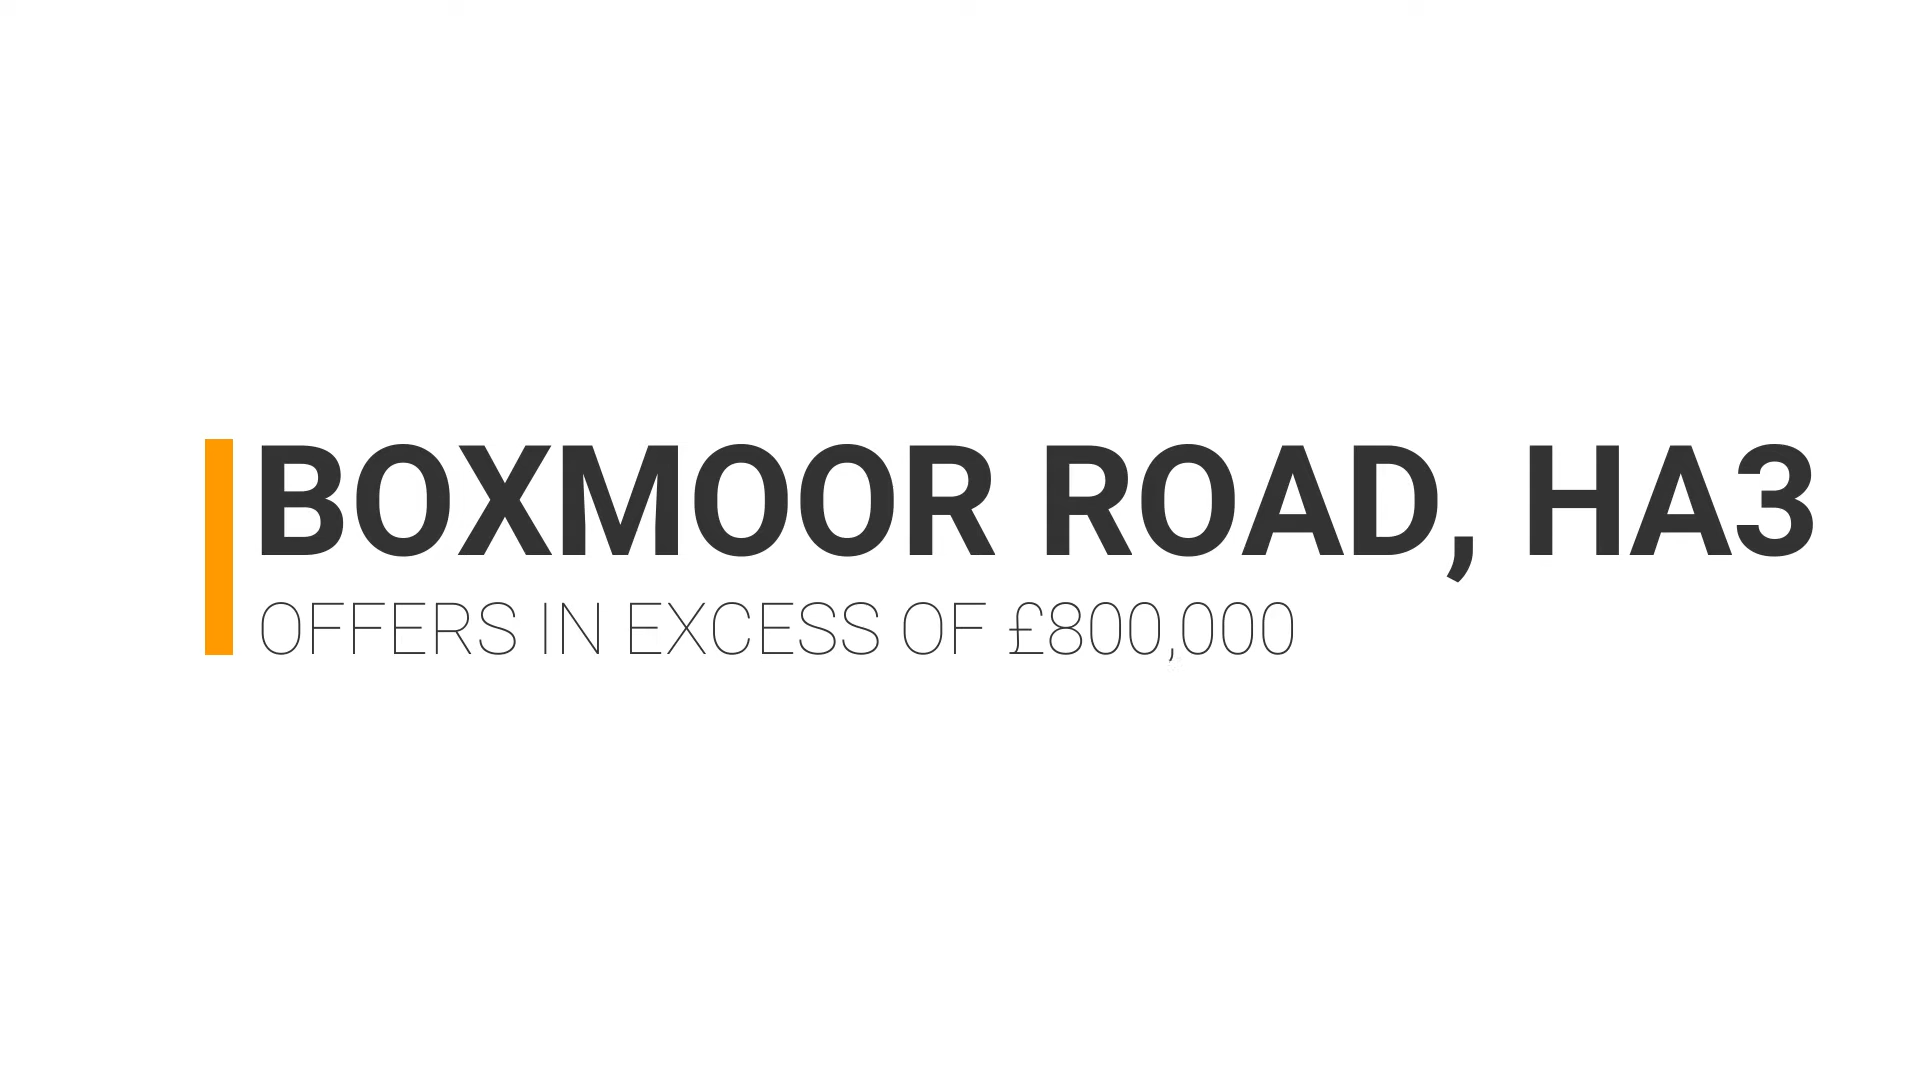 BOXMOOR ROAD, HA3
OFFERS IN EXCESS OF £800,000